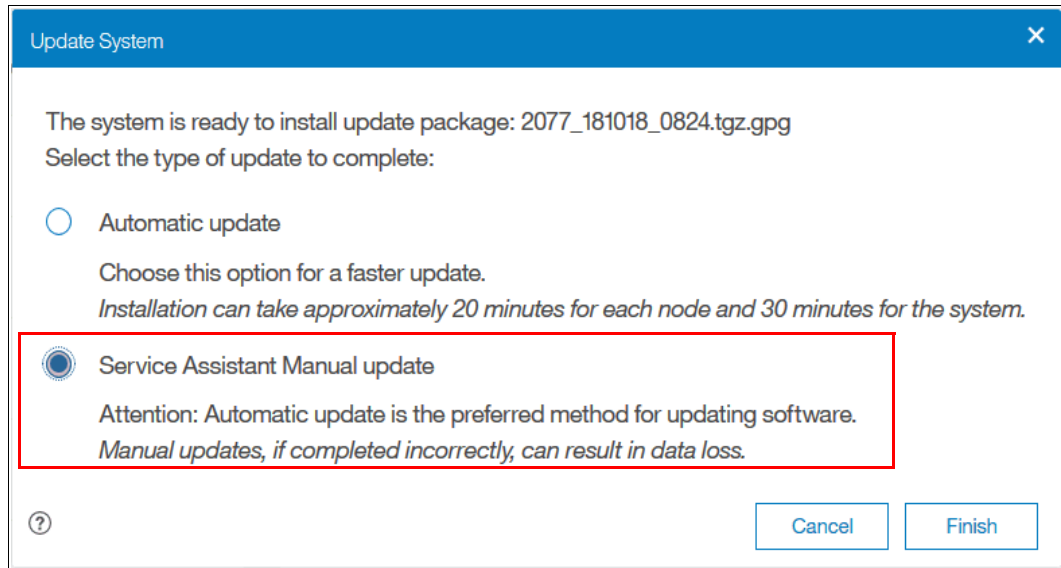 Update System
The system is ready to install update package: 2077_181018_0824.tgz.gpg
Select the type of update to complete:
Automatic update
Choose this option for a faster update.
Installation can take approximately 20 minutes for each node and 30 minutes for the system.
Service Assistant Manual update
Attention: Automatic update is the preferred method for updating software.
Manual updates, if completed incorrectly, can result in data loss.
?
Cancel
Finish